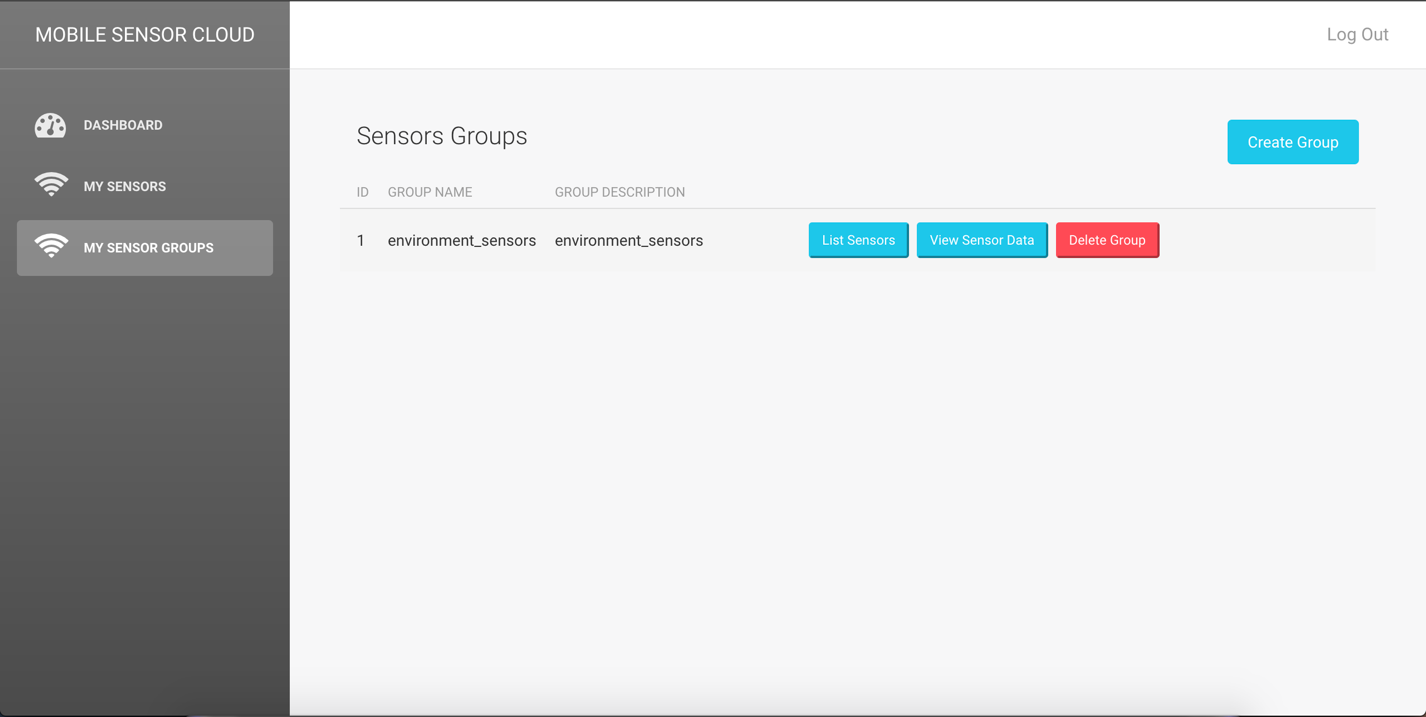 MOBILE SENSOR CLOUD
Log Out
DASHBOARD
MY SENSORS
MY SENSOR GROUPS
Sensors Groups
Create Group
ID GROUP NAME GROUP DESCRIPTION
1 environment_sensors environment_sensors List Sensors View Sensor Data Delete Group